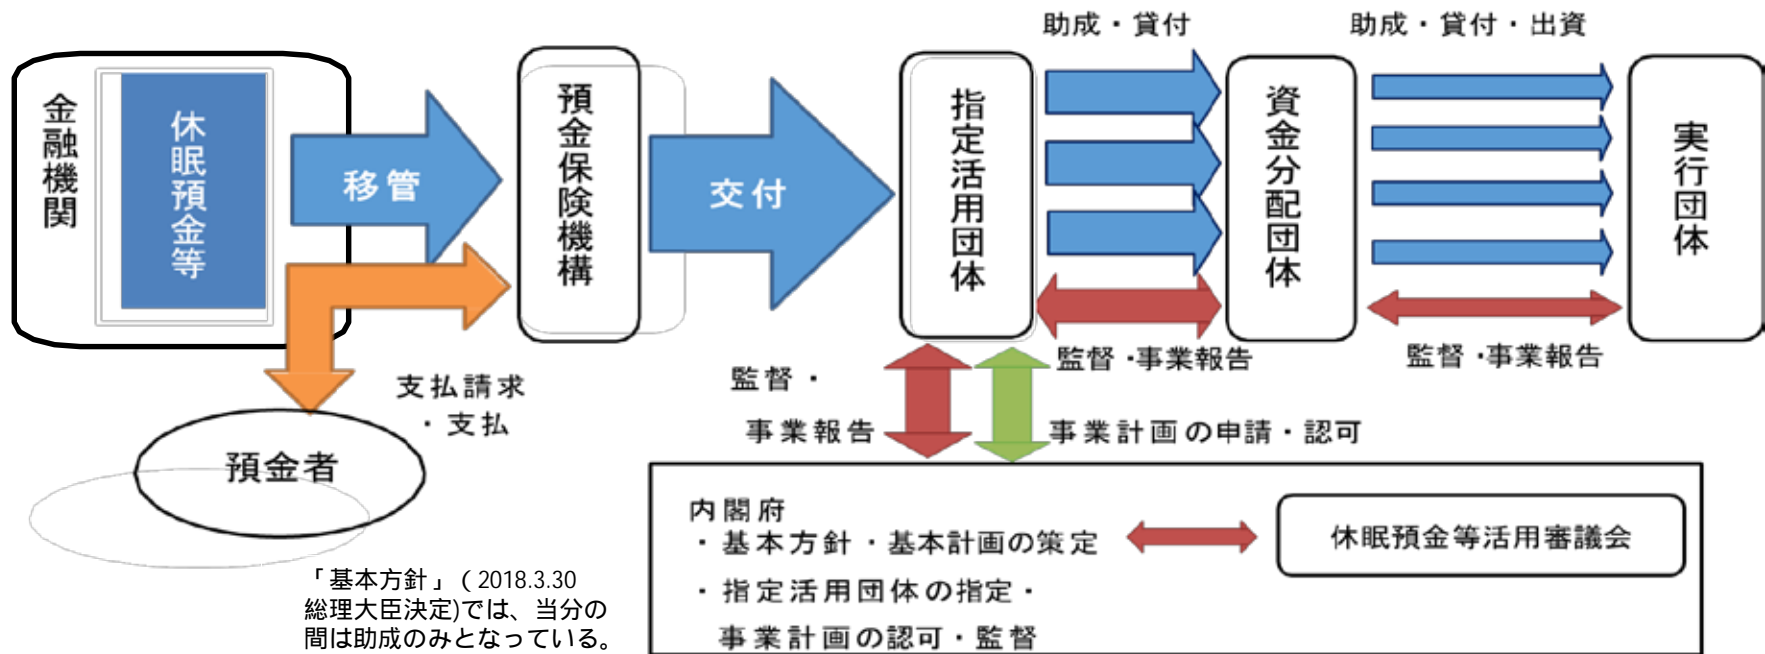 助成・貸付
助成・貸付・出資
金融機関
休眠預金等
移管
預金保険機構
交付
指定活用団体
資金分配団体
実行団体
支払請求
・支払
預金者
監督・
事業報告
事業計画の申請・認可
監督・事業報告
監督・事業報告
内閣府
・基本方針・基本計画の策定
・指定活用団体の指定・
事業計画の認可・監督
休眠預金等活用審議会
「基本方針」（2018.3.30
総理大臣決定)では、当分の
間は助成のみとなっている。